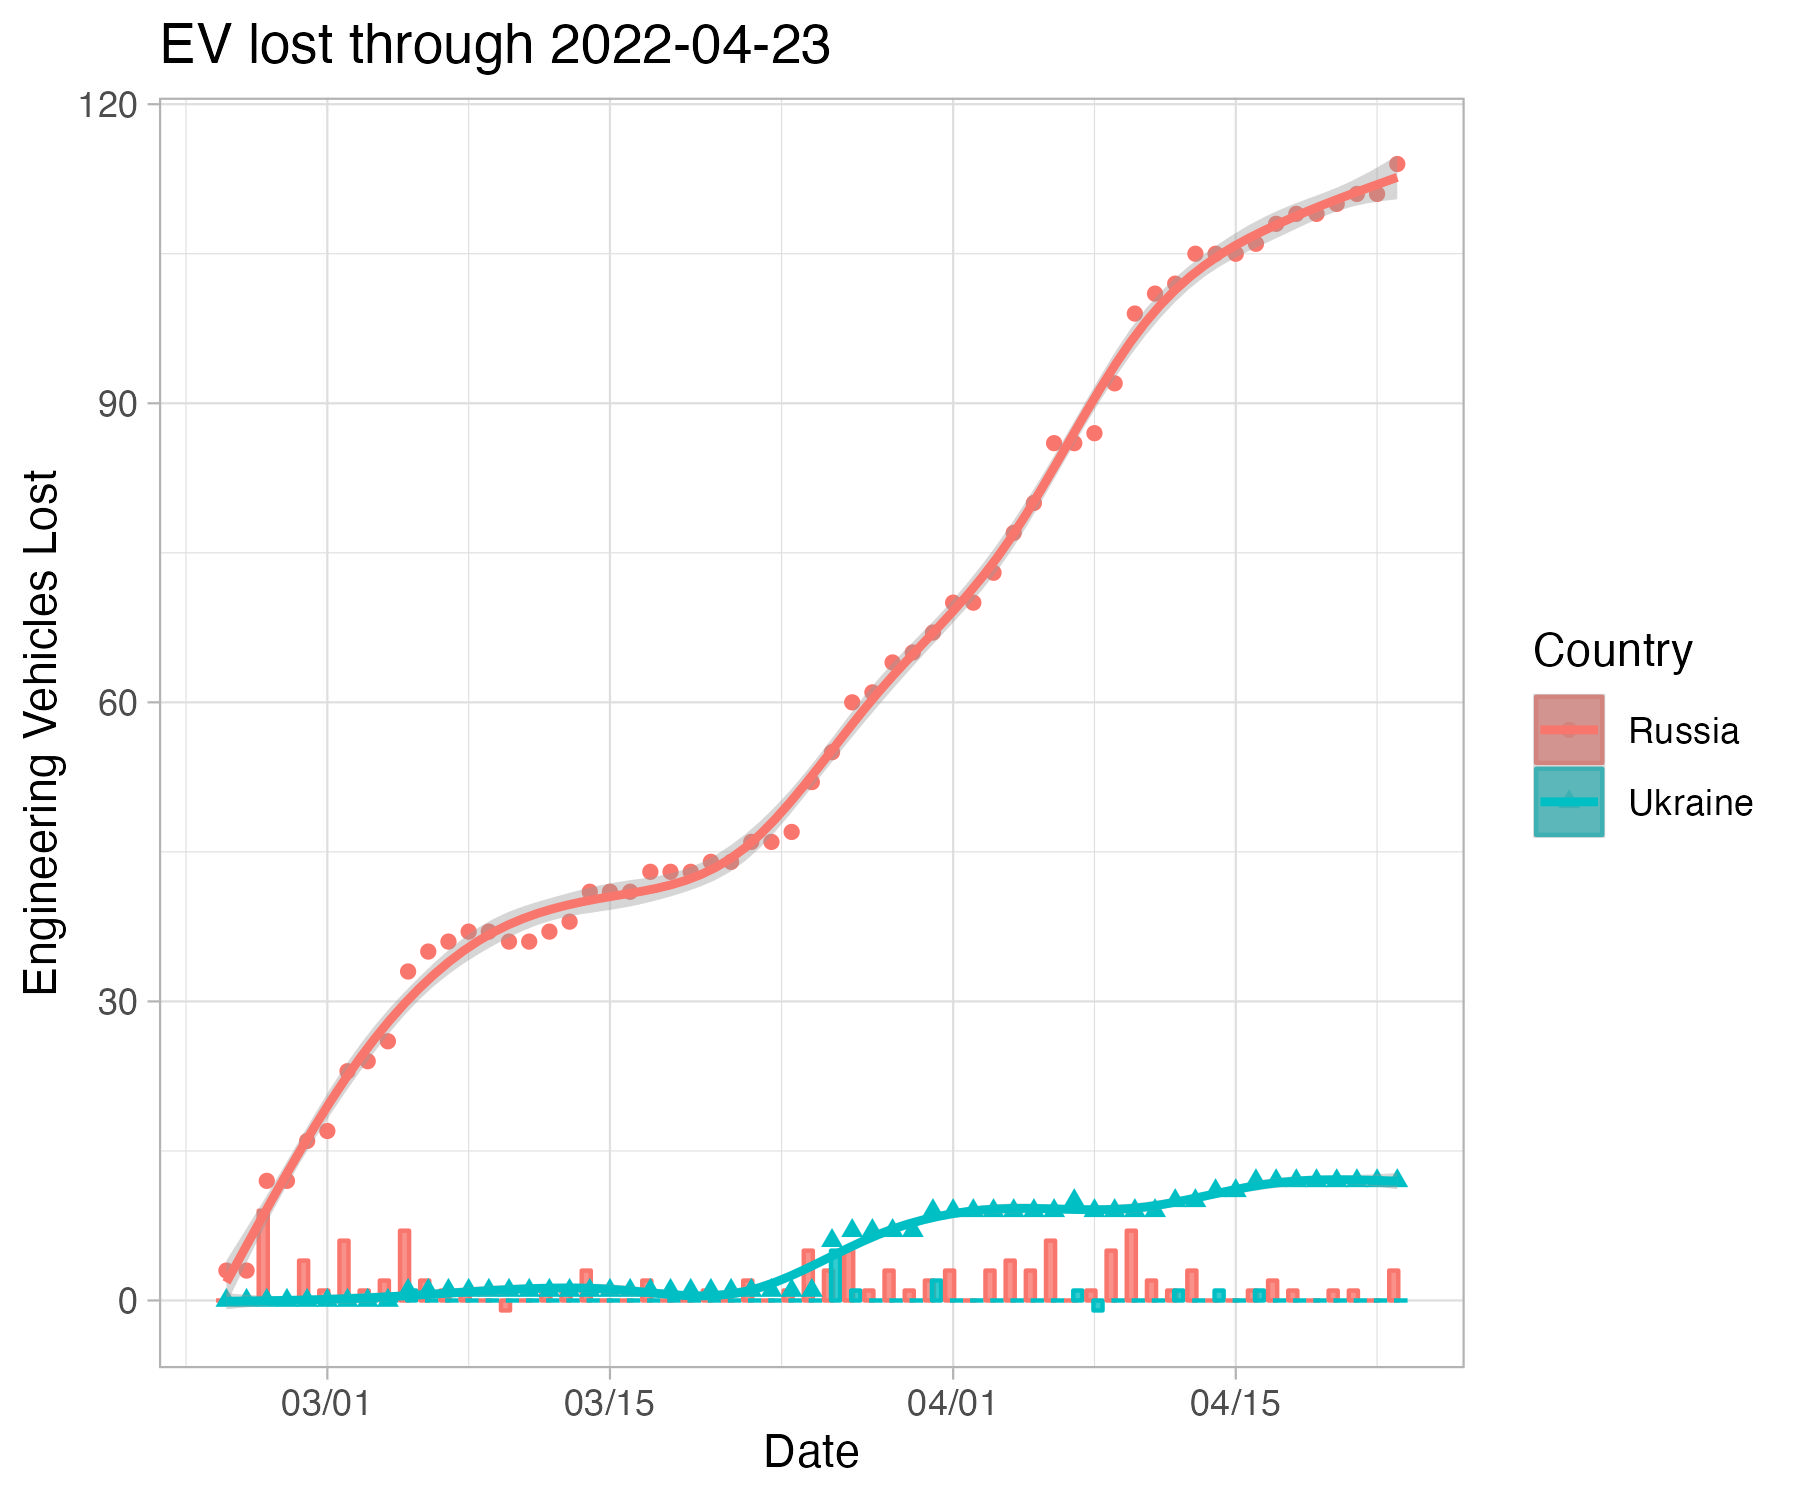 EV lost through 2022-04-23
120
90
60
30
0
Engineering Vehicles Lost
03/01
03/15
04/01
04/15
Date
Country
Russia
Ukraine